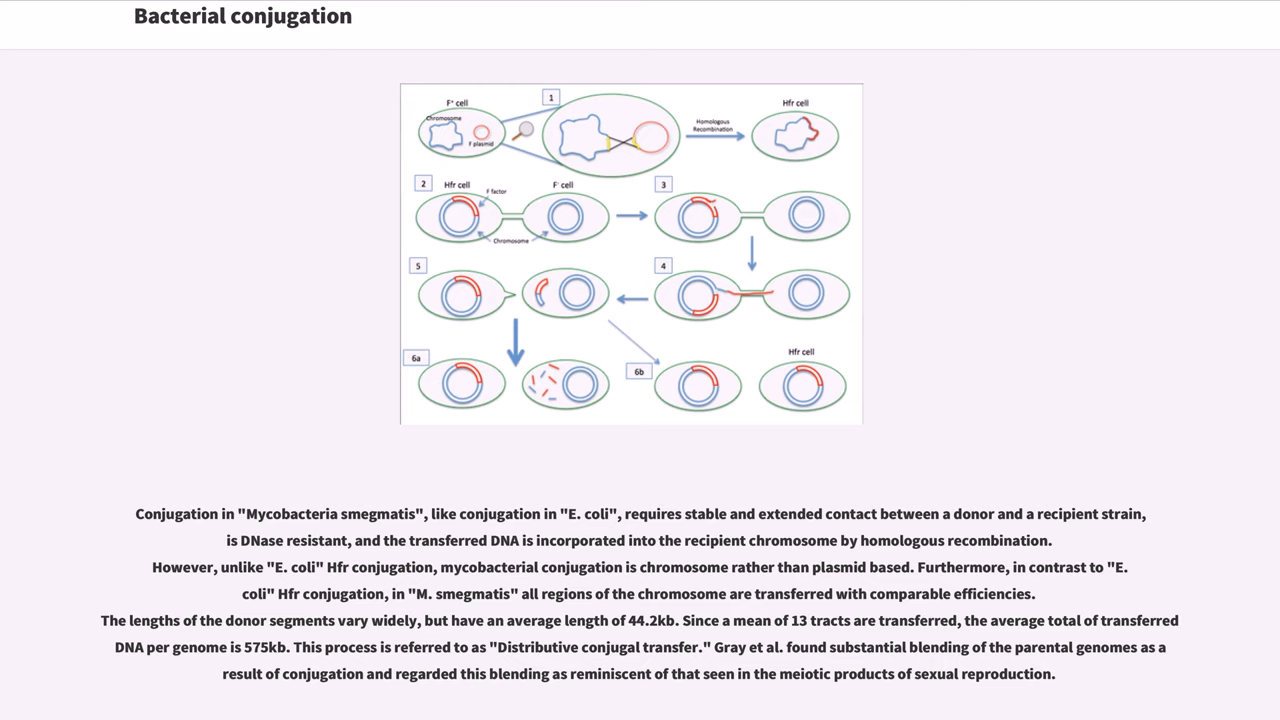 Bacterial conjugation
F⁺ cell
1
Hfr cell
Chromosome
F plasmid
Homologous
Recombination
2
Hfr cell
F factor
F⁻ cell
3
Chromosome
5
4
6a
6b
Hfr cell
Conjugation in "Mycobacteria smegmatis", like conjugation in "E. coli", requires stable and extended contact between a donor and a recipient strain,
is DNase resistant, and the transferred DNA is incorporated into the recipient chromosome by homologous recombination.
However, unlike "E. coli" Hfr conjugation, mycobacterial conjugation is chromosome rather than plasmid based. Furthermore, in contrast to "E.
coli" Hfr conjugation, in "M. smegmatis" all regions of the chromosome are transferred with comparable efficiencies.
The lengths of the donor segments vary widely, but have an average length of 44.2kb. Since a mean of 13 tracts are transferred, the average total of transferred
DNA per genome is 575kb. This process is referred to as "Distributive conjugal transfer." Gray et al. found substantial blending of the parental genomes as a
result of conjugation and regarded this blending as reminiscent of that seen in the meiotic products of sexual reproduction.